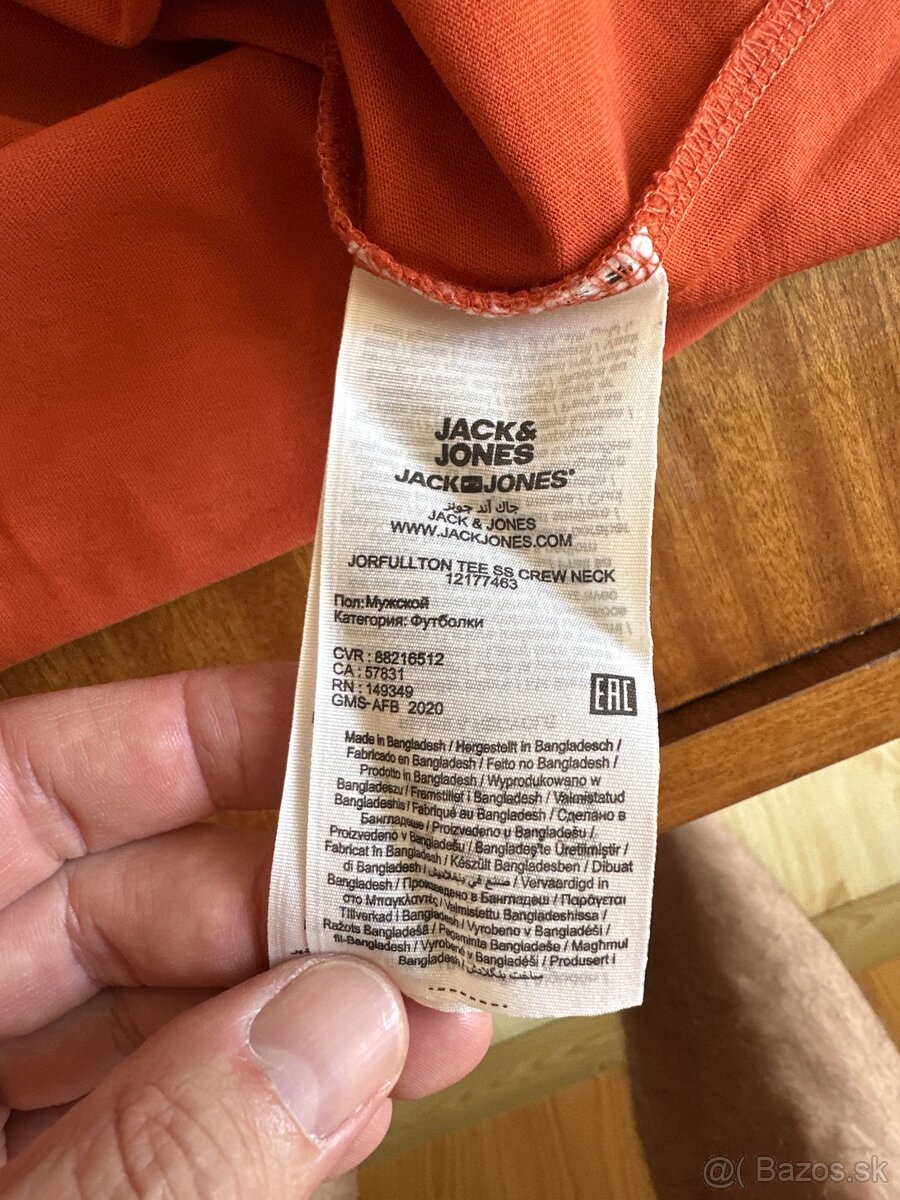 JACK&
JONES
JACK JONES®
جاك آند جونز
JACK & JONES
WWW.JACKJONES.COM
JORFULLTON TEE SS CREW NECK
12177463
Пол:Мужской
Категория: Футболки
CVR : 88216512
CA : 57831
RN : 149349
GMS-AFB 2020
EAC
Made in Bangladesh / Hergestellt in Bangladesch /
Fabricado en Bangladesh / Feito no Bangladesh /
Prodotto in Bangladesh / Wyprodukowano w
Bangladeszu / Fremstillet i Bangladesh / Valmistatud
Bangladeshis / Fabriqué au Bangladesh / Сделано в
Бангладеше / Proizvedeno u Bangladešu /
Proizvedeno v Bangladešu / Bangladeş'te Üretilmiştir /
Fabricat în Bangladesh / Készült Bangladesben / Dibuat
di Bangladesh / صنع في بنغلاديش / Vervaardigd in
Bangladesh / Произведено в Бангладеш / Παράγεται
στο Μπαγκλαντές / Valmistettu Bangladeshissa /
Tillverkad i Bangladesh / Vyrobeno v Bangladéši /
Ražots Bangladešā / Pagaminta Bangladeše / Magħmul
fil-Bangladesh / Vyrobené v Bangladéši / Produsert i
Bangladesh / ساخت بنگلادش
@( Bazos.sk